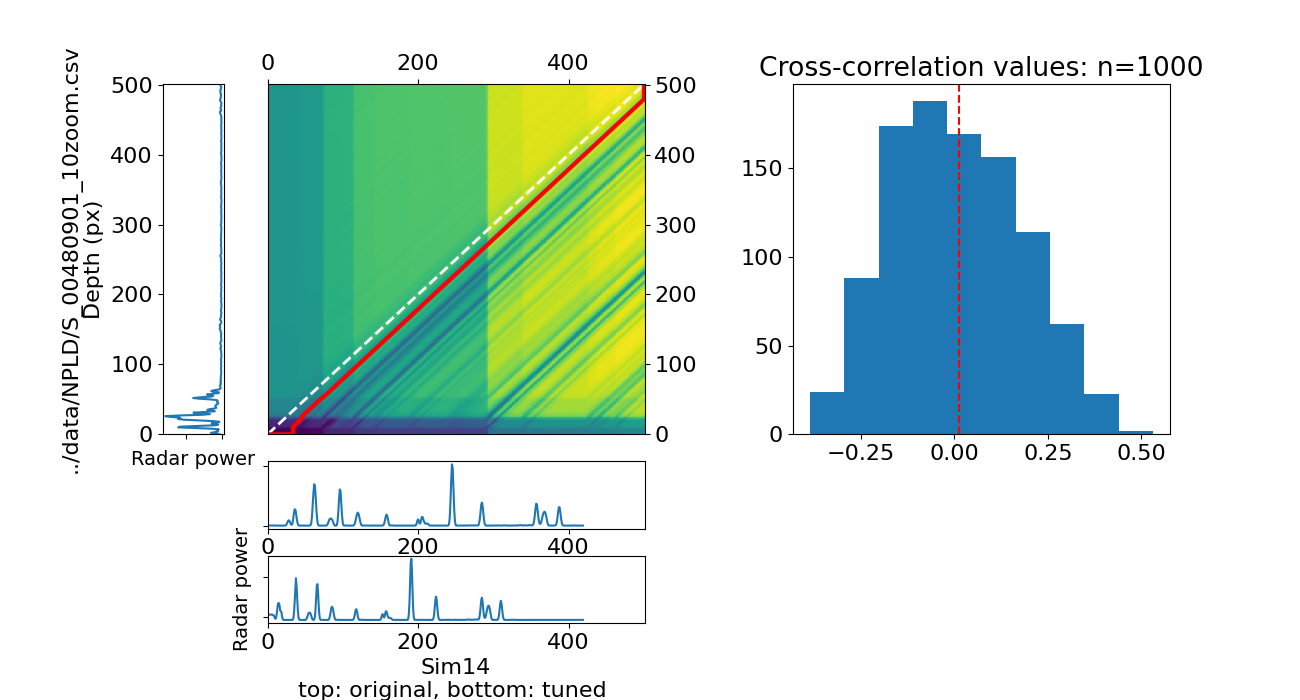 ../data/NPLD/S_00480901_10zoom.csv
Depth (px)
500
400
300
200
100
0
Radar power
0 200 400
500
400
300
200
100
0
0 200 400
Radar power
0 200 400
Sim14
top: original, bottom: tuned
Cross-correlation values: n=1000
150
100
50
0
−0.25 0.00 0.25 0.50